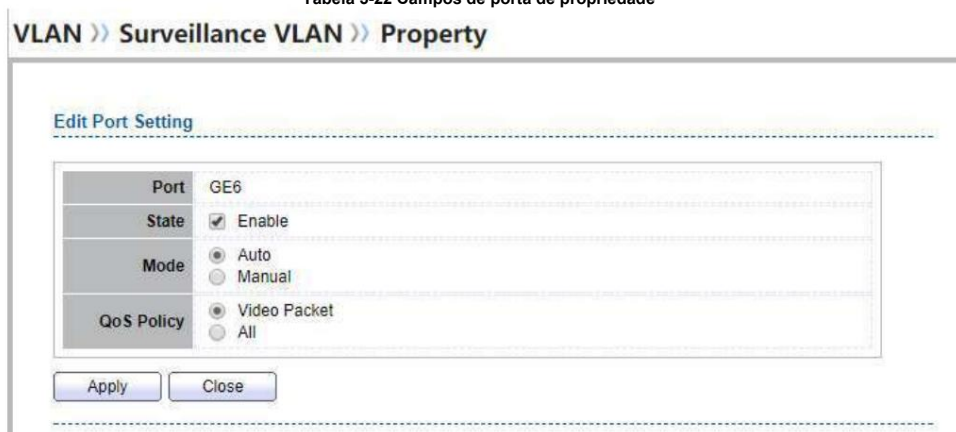 Tabela 5-22 Campos de porta de propriedade
VLAN 》 Surveillance VLAN 》 Property
Edit Port Setting
Port GE6
State Enable
Mode Auto
Manual
QoS Policy Video Packet
All
Apply Close